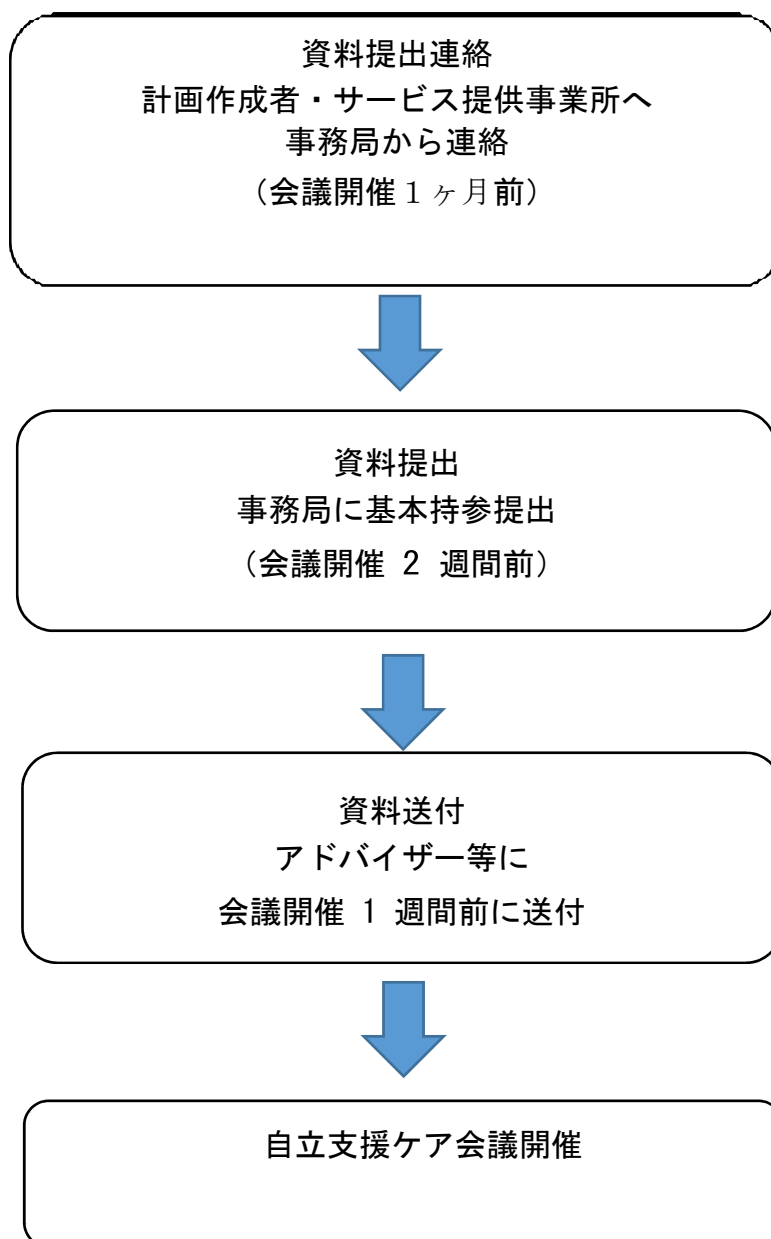 資料提出連絡
計画作成者・サービス提供事業所へ
事務局から連絡
（会議開催１ヶ月前）
資料提出
事務局に基本持参提出
（会議開催 2 週間前）
資料送付
アドバイザー等に
会議開催 1 週間前に送付
自立支援ケア会議開催